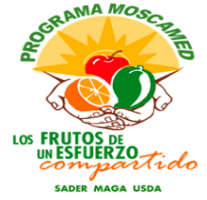 PROGRAMA MOSCAMED
LOS FRUTOS DE
UN ESFUERZO
compartido
SADER MAGA USDA